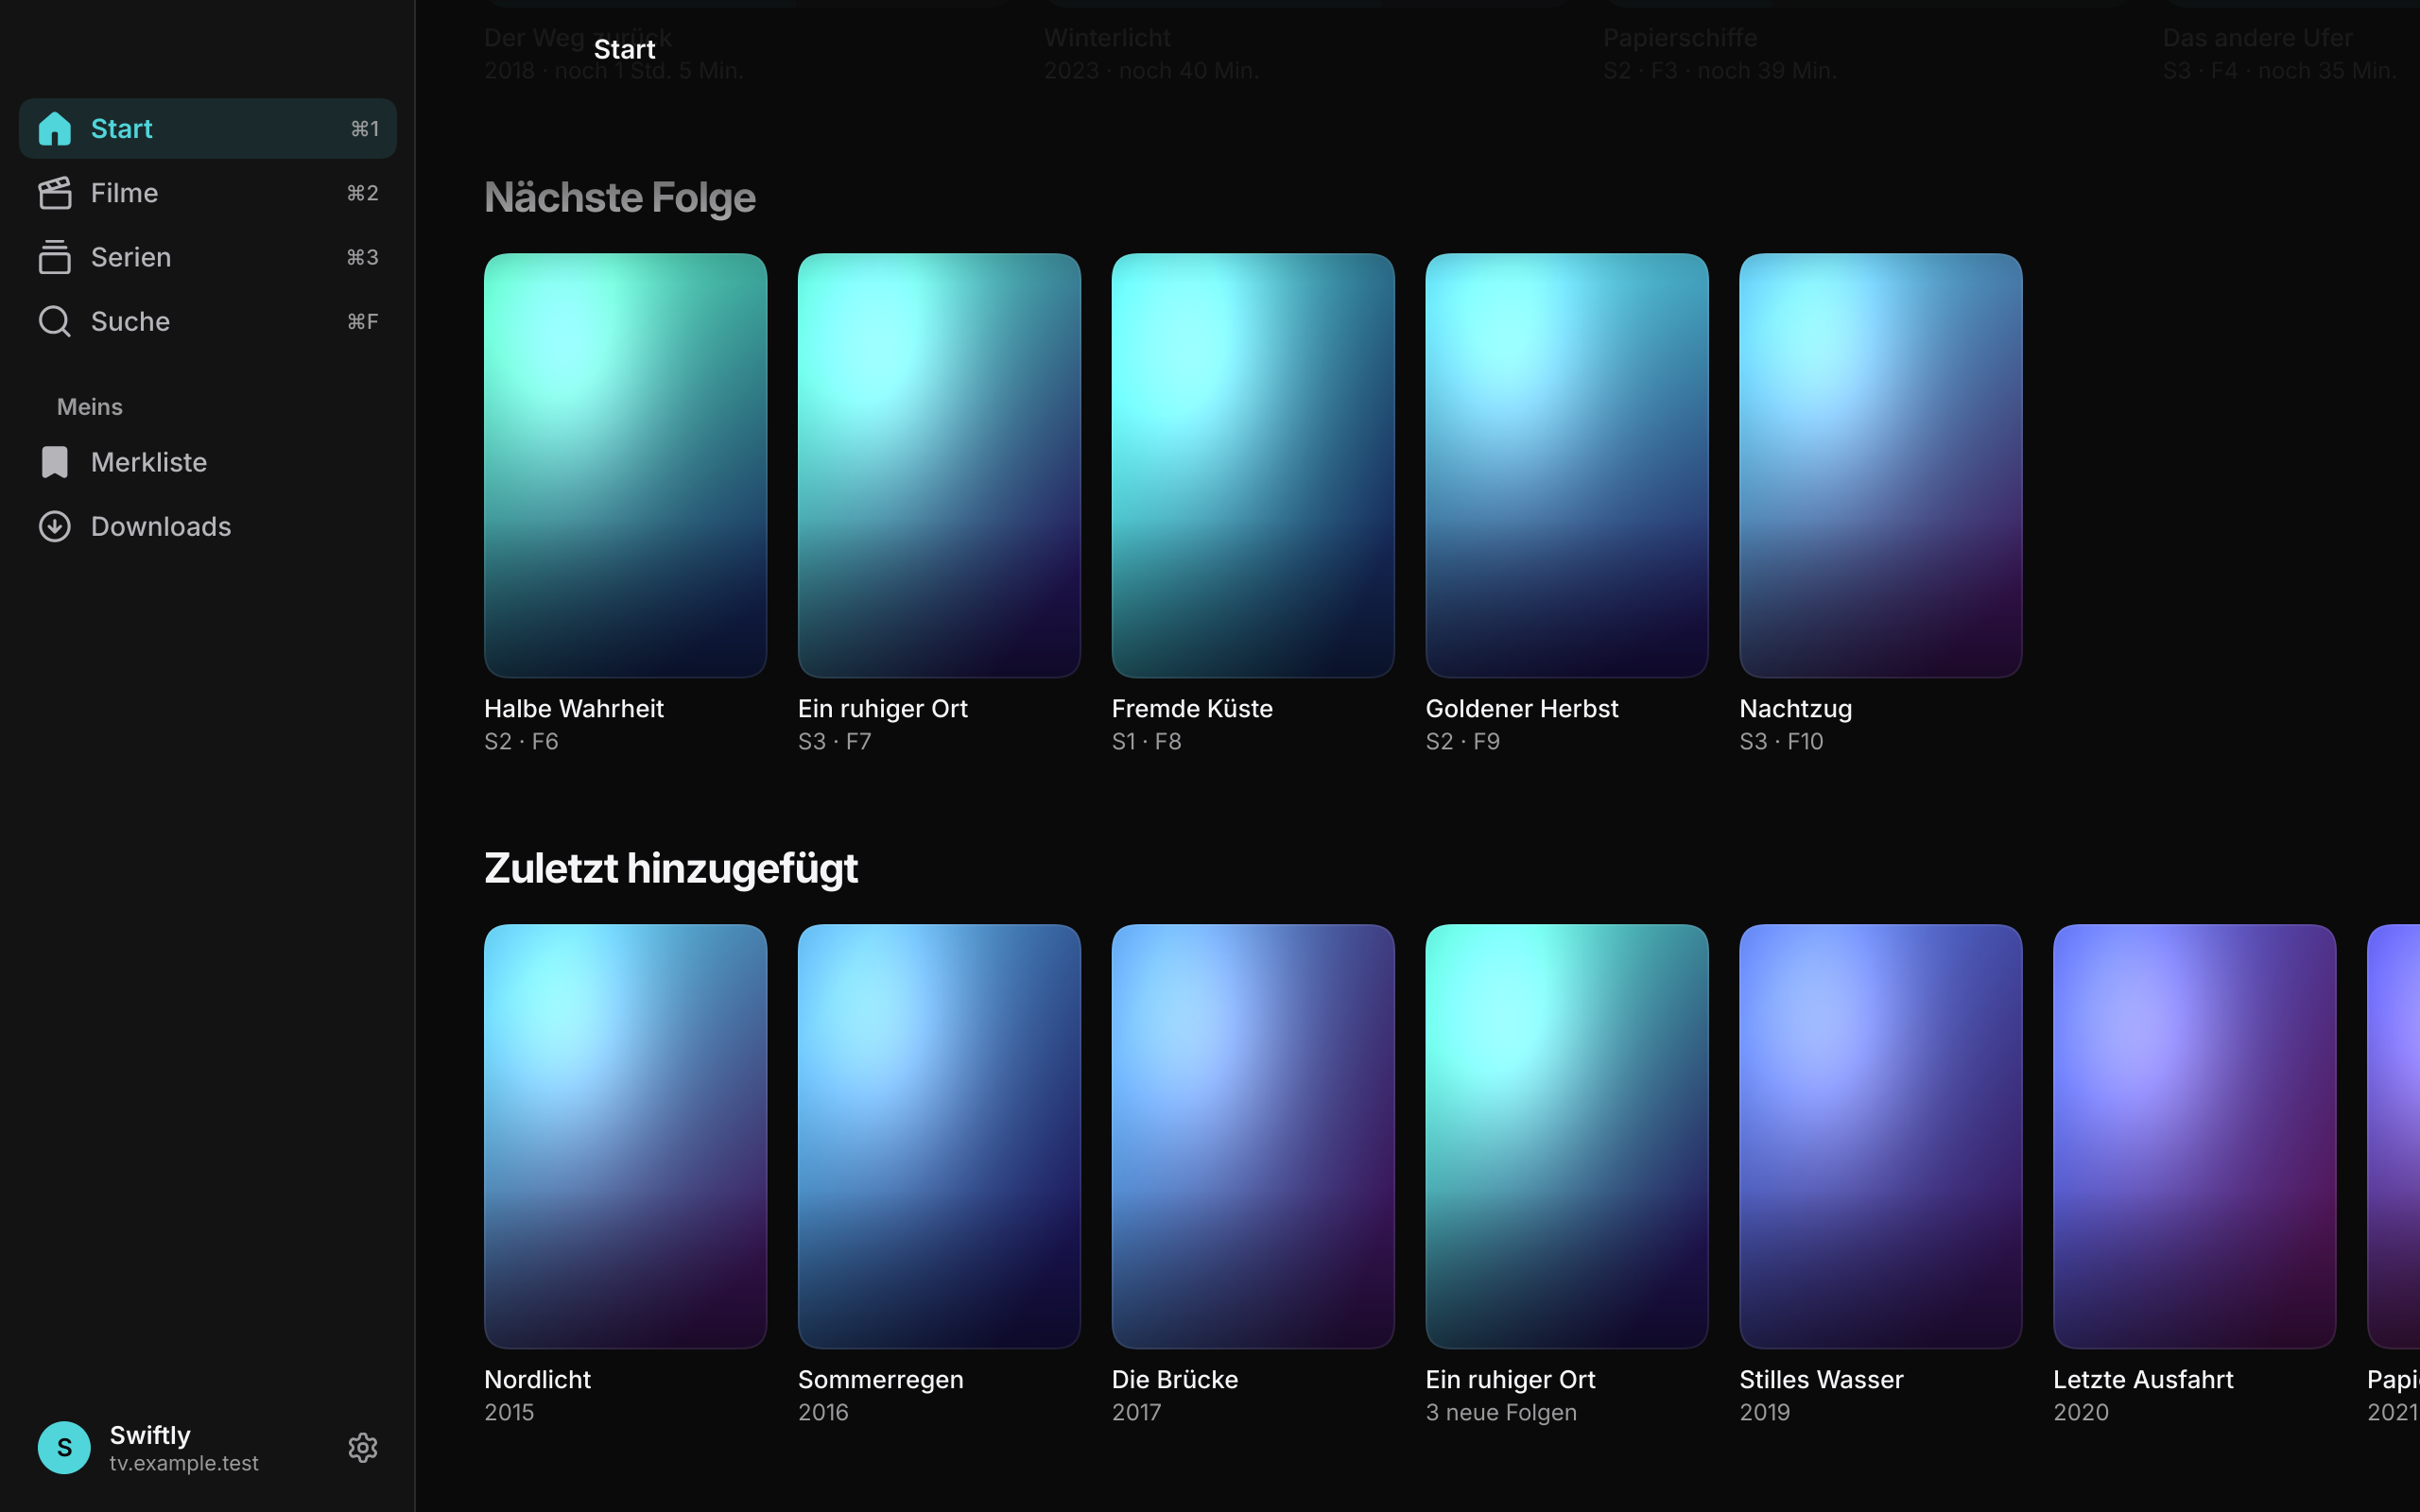 Start ⌘1
Filme ⌘2
Serien ⌘3
Suche ⌘F
Meins
Merkliste
Downloads
S
Swiftly
tv.example.test
Start
Der Weg zurück
2018 · noch 1 Std. 5 Min.
Winterlicht
2023 · noch 40 Min.
Papierschiffe
S2 · F3 · noch 39 Min.
Das andere Ufer
S3 · F4 · noch 35 Min.
Nächste Folge
Halbe Wahrheit
S2 · F6
Ein ruhiger Ort
S3 · F7
Fremde Küste
S1 · F8
Goldener Herbst
S2 · F9
Nachtzug
S3 · F10
Zuletzt hinzugefügt
Nordlicht
2015
Sommerregen
2016
Die Brücke
2017
Ein ruhiger Ort
3 neue Folgen
Stilles Wasser
2019
Letzte Ausfahrt
2020
Papi
2021